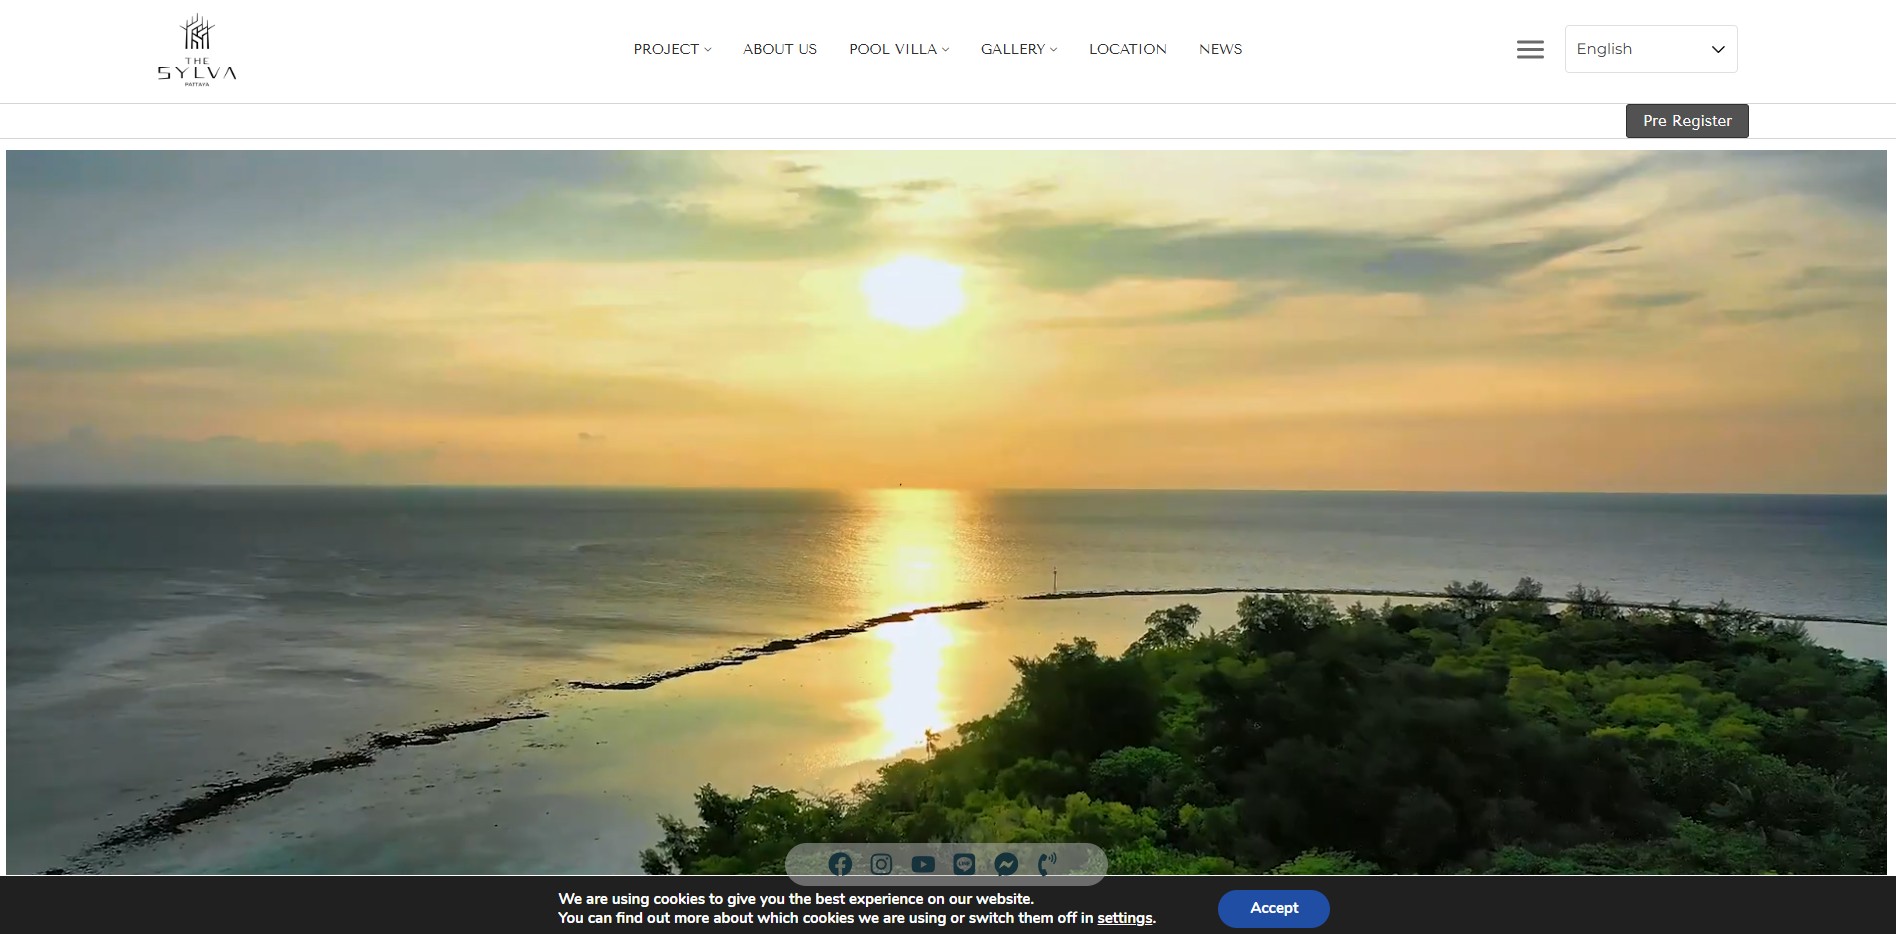 THE
SYLVA
PATTAYA
PROJECT
ABOUT US
POOL VILLA
GALLERY
LOCATION
NEWS
English
Pre Register
LINE
We are using cookies to give you the best experience on our website.
You can find out more about which cookies we are using or switch them off in settings.
Accept